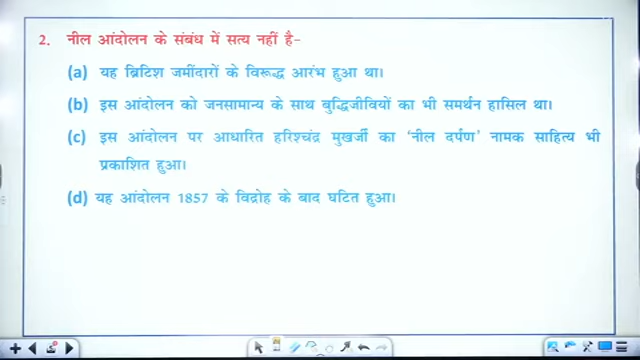 2. नील आंदोलन के संबंध में सत्य नहीं है-
(a) यह ब्रिटिश जमींदारों के विरूद्ध आरंभ हुआ था।
(b) इस आंदोलन को जनसामान्य के साथ बुद्धिजीवियों का भी समर्थन हासिल था।
(c) इस आंदोलन पर आधारित हरिश्चंद्र मुखर्जी का ‘नील दर्पण’ नामक साहित्य भी
प्रकाशित हुआ।
(d) यह आंदोलन 1857 के विद्रोह के बाद घटित हुआ।